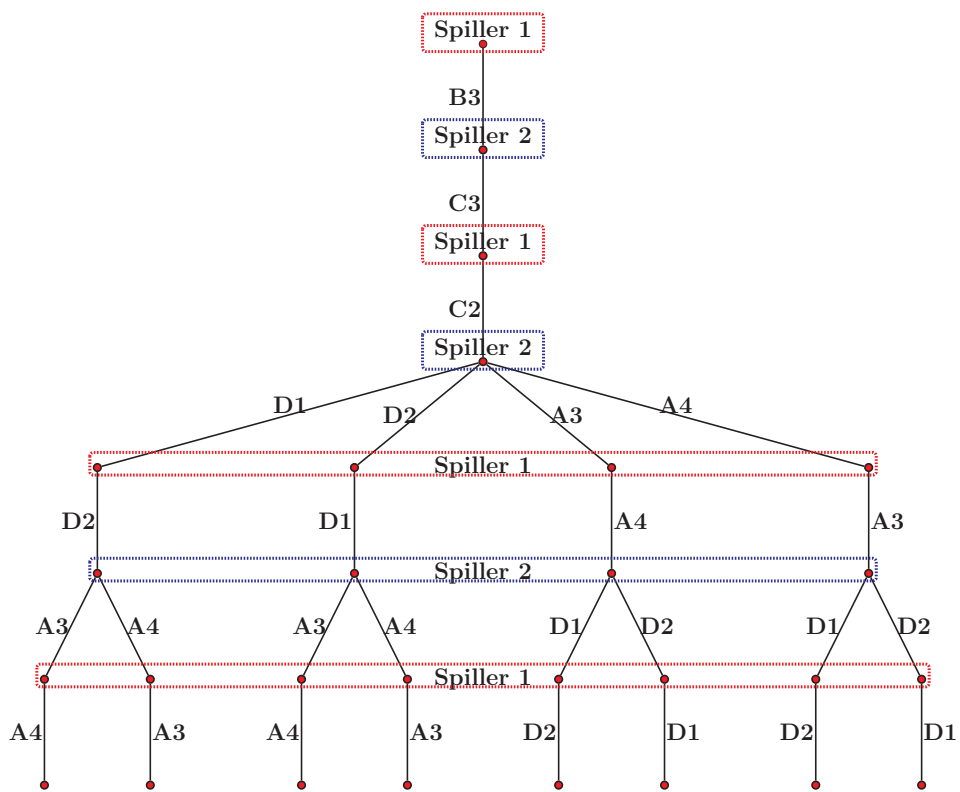 Spiller 1
B3
Spiller 2
C3
Spiller 1
C2
Spiller 2
D1 D2 A3 A4
Spiller 1
D2 D1 A4 A3
Spiller 2
A3 A4 A3 A4 D1 D2 D1 D2
Spiller 1
A4 A3 A4 A3 D2 D1 D2 D1